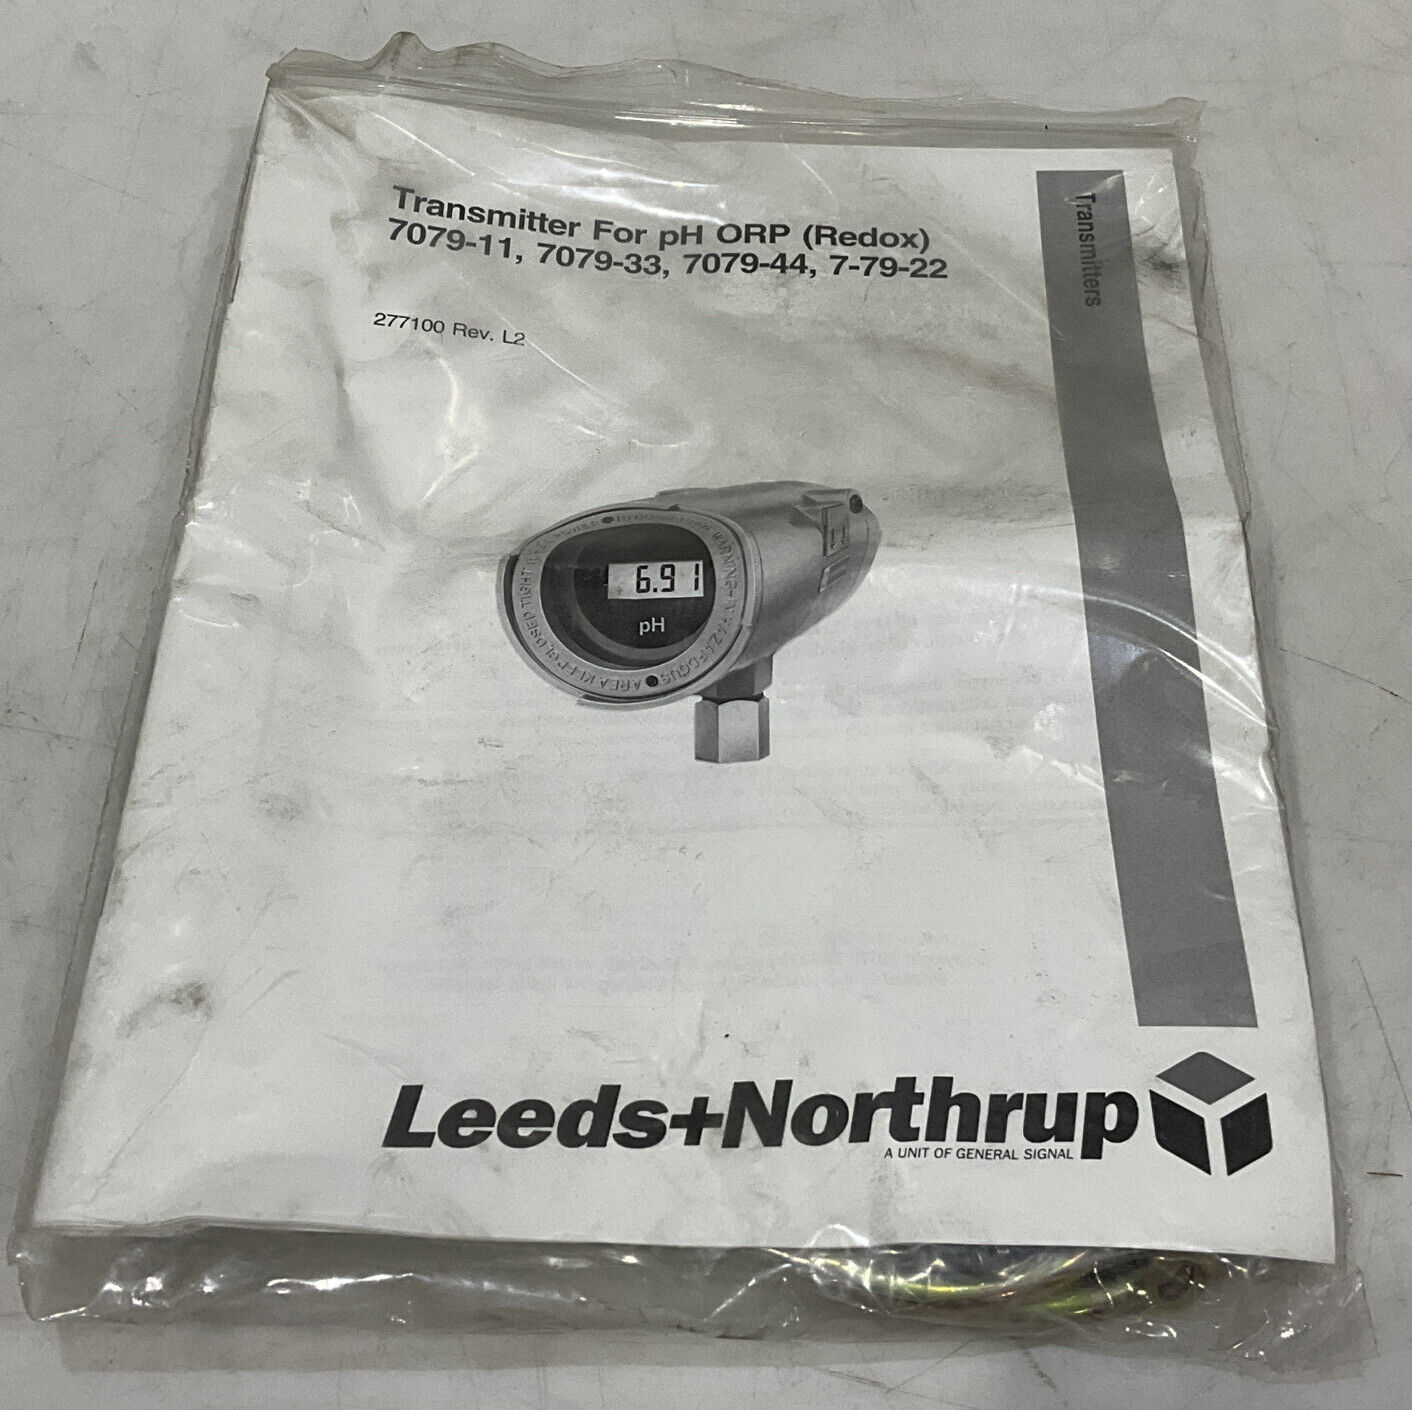 Transmitter For pH ORP (Redox)
7079-11, 7079-33, 7079-44, 7-79-22
277100 Rev. L2
Transmitters
6.91
pH
Leeds+Northrup
A UNIT OF GENERAL SIGNAL